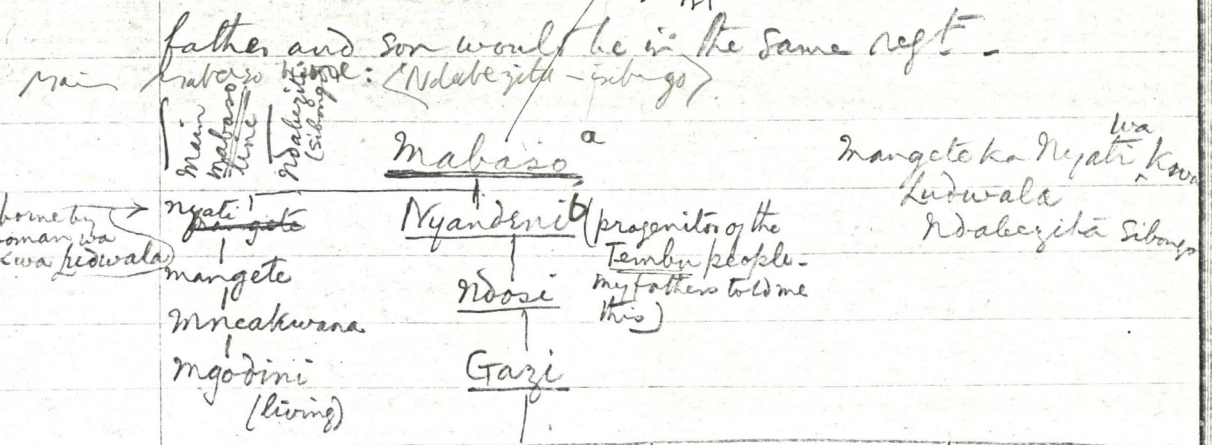 father and son would be in the same regt -
Main Mabaso line: (Ndabezita - isibongo)
Main
Mabaso
line
Ndabezita
(sibongo)
Mabaso a
Mangete ka Nyati wa Kwa
Ludwala
Ndabezita sibongo
borne by
woman wa
kwa Ludwala
Nyati
Mangete
Nyandeni b (progenitor of the
Tembu people -
my fathers told me
this)
Mangete
Ndosi
Mncakwana
Mgodini
Gazi
(living)